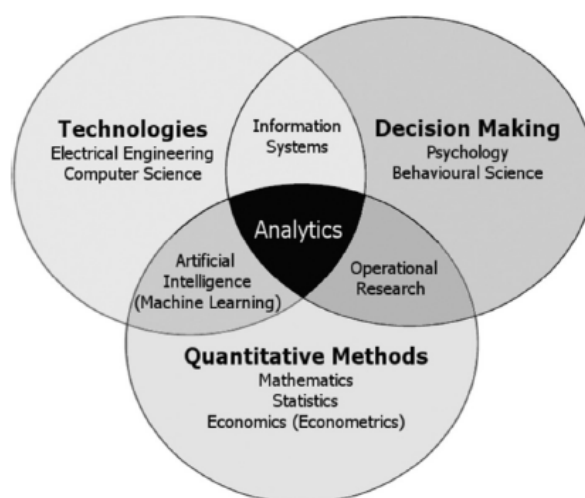 Technologies
Electrical Engineering
Computer Science
Information
Systems
Decision Making
Psychology
Behavioural Science
Analytics
Artificial
Intelligence
(Machine Learning)
Operational
Research
Quantitative Methods
Mathematics
Statistics
Economics (Econometrics)